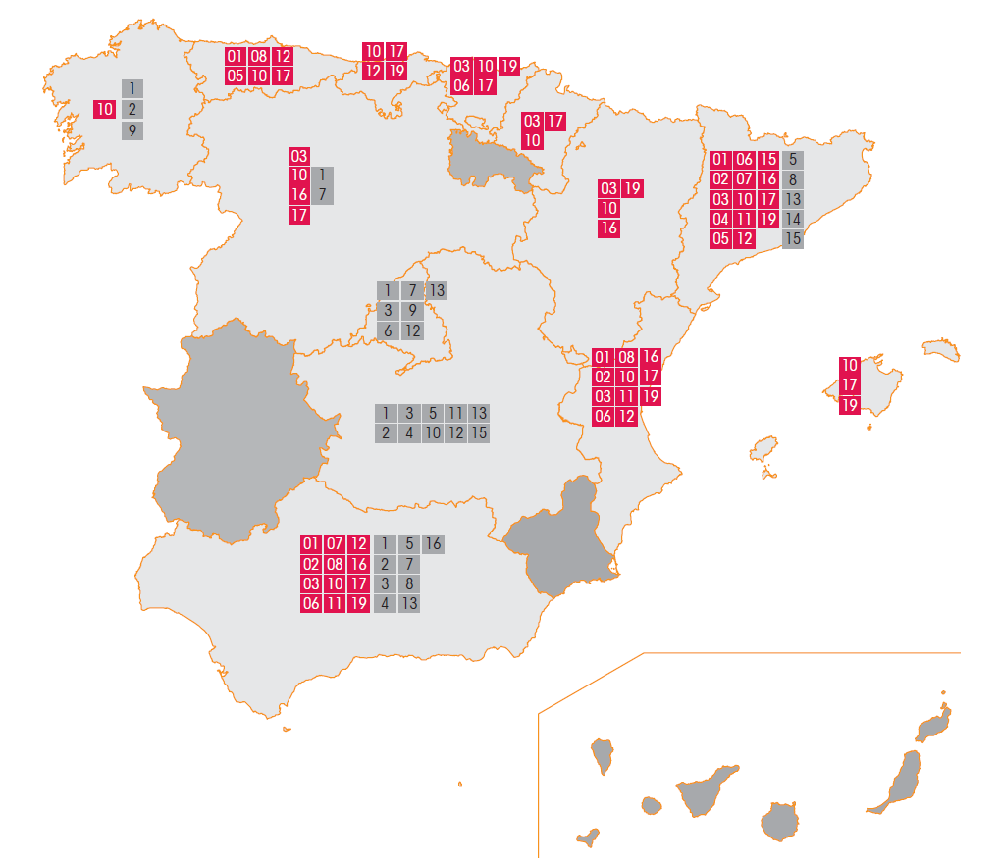 01 08 12
05 10 17
10 17
12 19
03 10 19
06 17
1
10 2
9
03 17
10
03
10 1
16 7
17
01 06 15 5
02 07 16 8
03 10 17 13
04 11 19 14
05 12 15
03 19
10
16
1 7 13
3 9
6 12
01 08 16
02 10 17
03 11 19
06 12
10
17
19
1 3 5 11 13
2 4 10 12 15
01 07 12 1 5 16
02 08 16 2 7
03 10 17 3 8
06 11 19 4 13